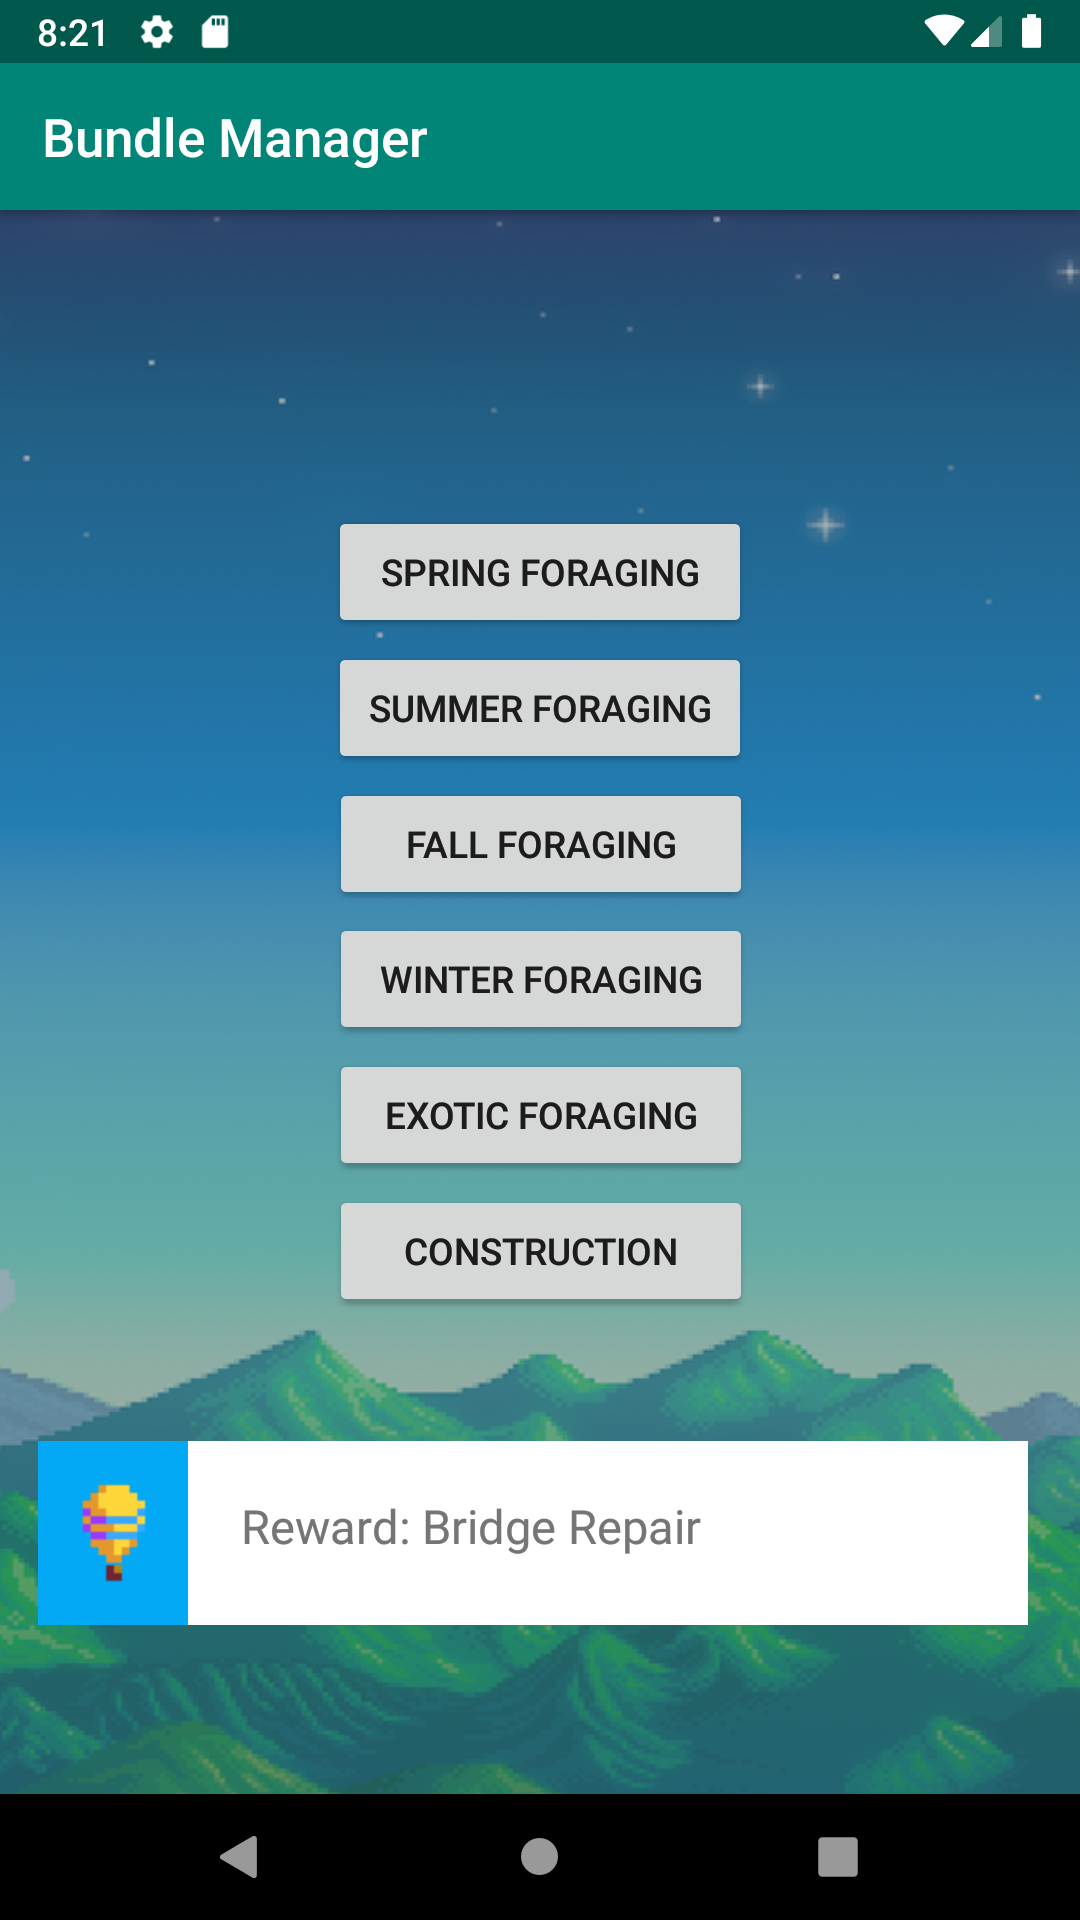 8:21
Bundle Manager
SPRING FORAGING
SUMMER FORAGING
FALL FORAGING
WINTER FORAGING
EXOTIC FORAGING
CONSTRUCTION
Reward: Bridge Repair